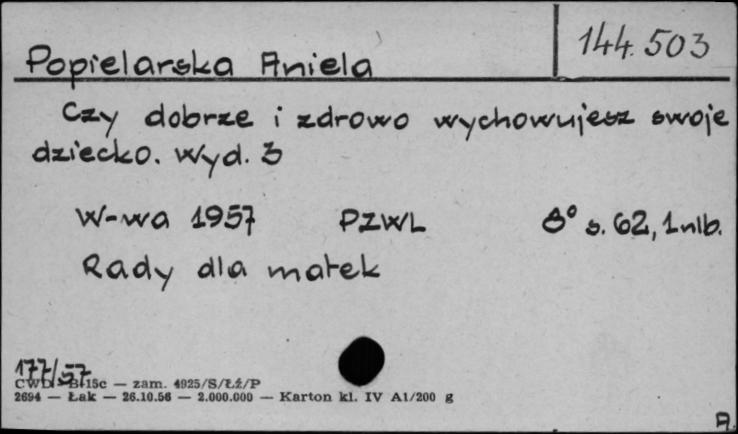 144.503
Popielarska Aniela
Czy dobrze i zdrowo wychowujesz swoje
dziecko. Wyd. 3
W-wa 1957 PZWL 8° s. 62, 1 nlb.
Rady dla matek
177/57
CWD - B-15c — zam. 4925/S/ŁŹ/P
2694 — Łak — 26.10.56 — 2.000.000 — Karton kl. IV A1/200 g
A